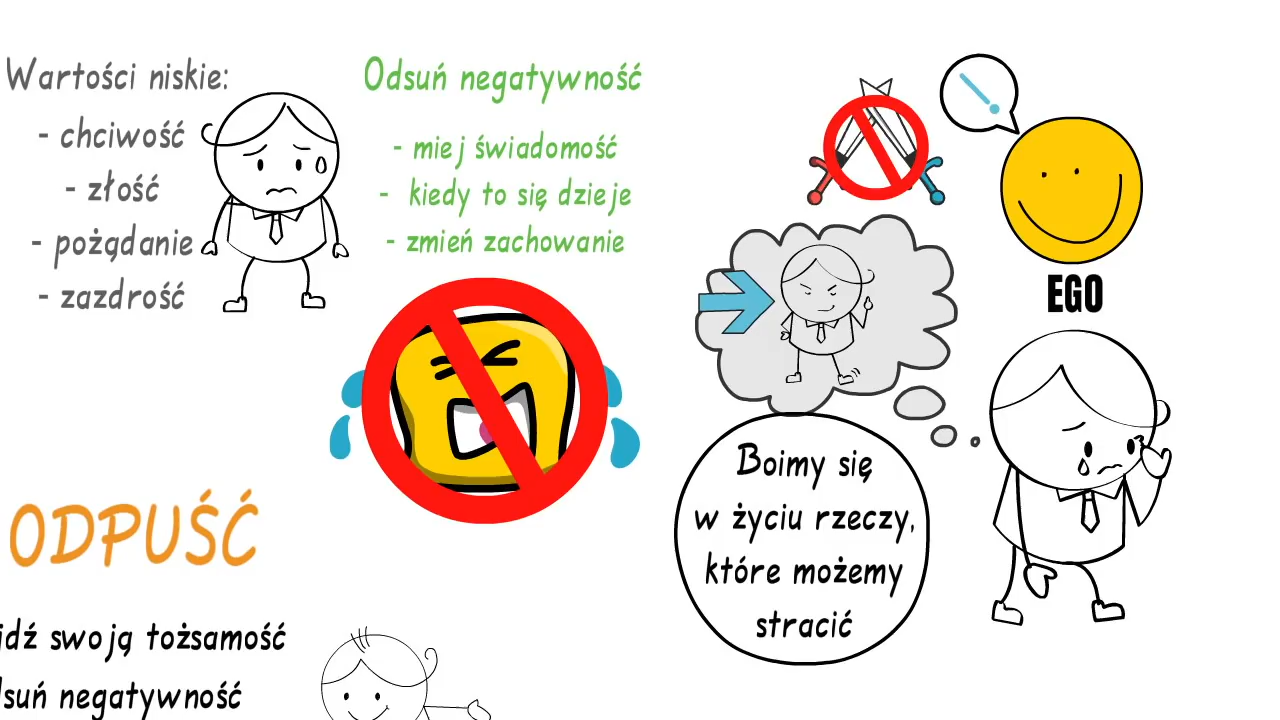 Wartości niskie:
- chciwość
- złość
- pożądanie
- zazdrość
Odsuń negatywność
- miej świadomość
- kiedy to się dzieje
- zmień zachowanie
EGO
Boimy się
w życiu rzeczy,
które możemy
stracić
ODPUŚĆ
swoją tożsamość
negatywność